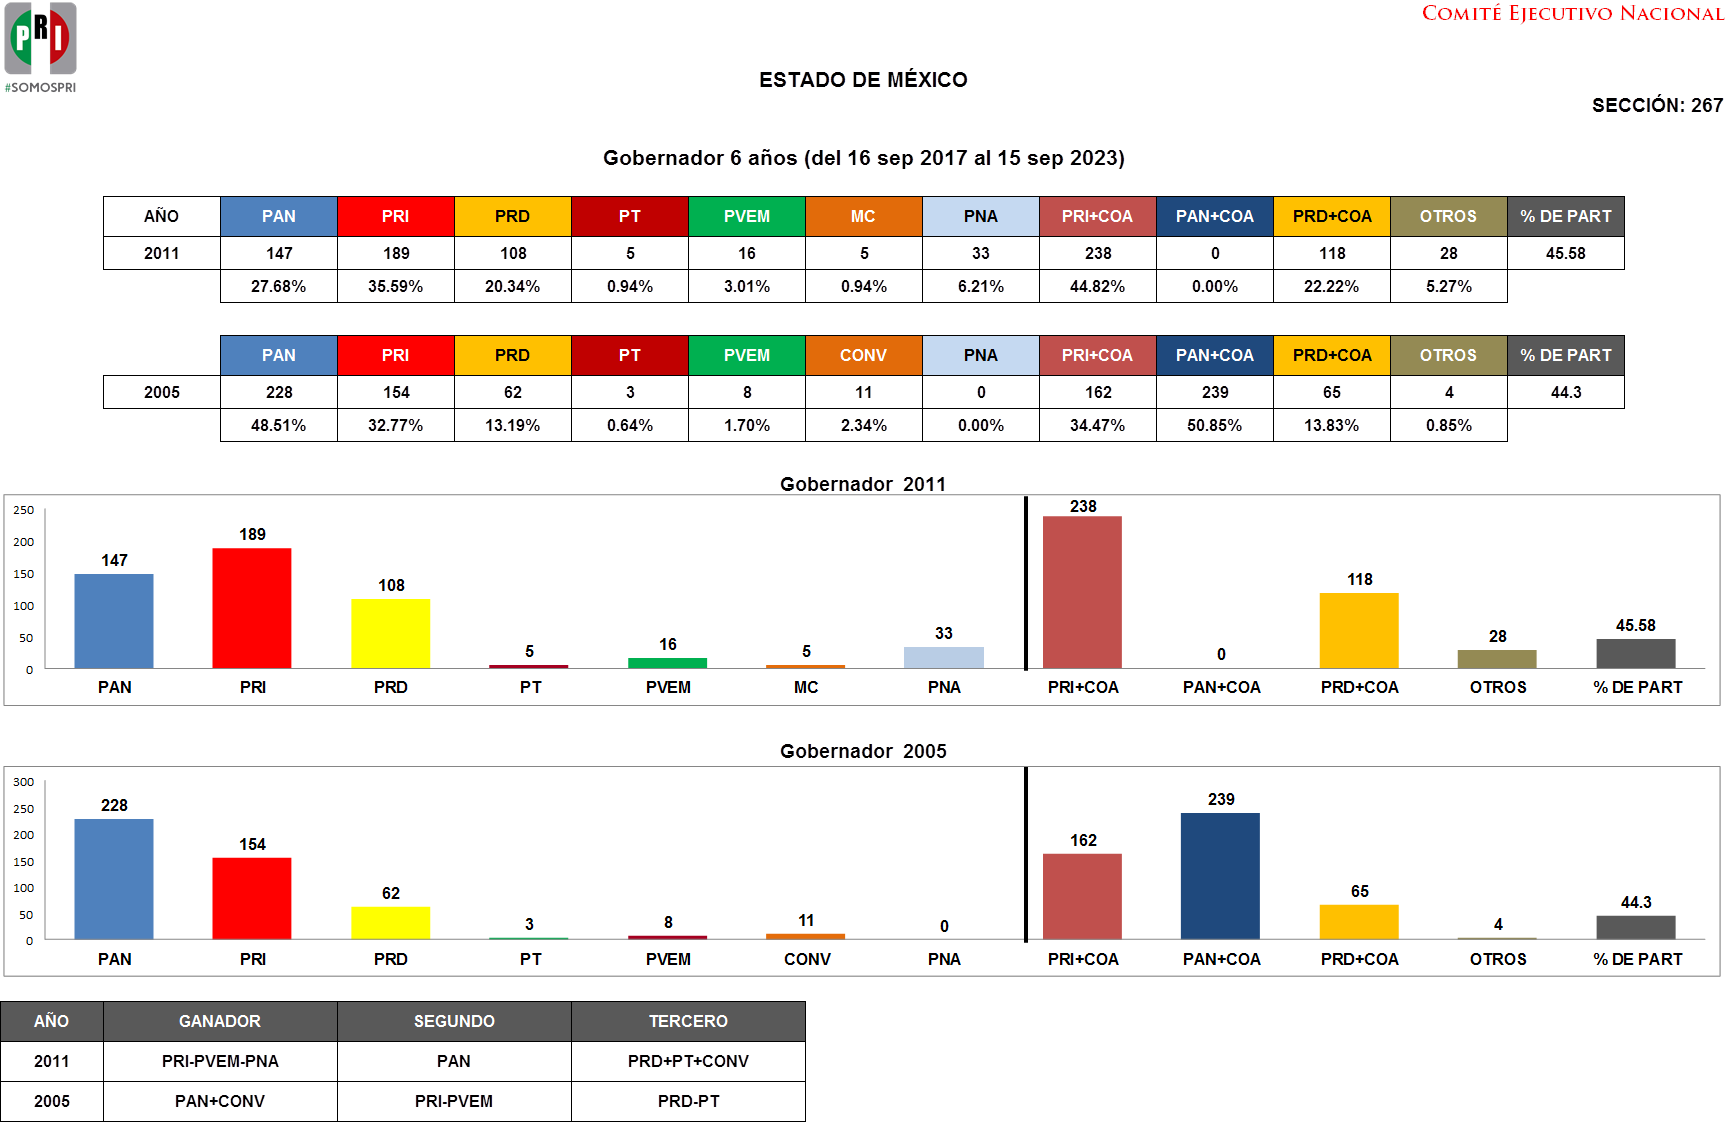 PRI
#SOMOSPRI
COMITÉ EJECUTIVO NACIONAL
ESTADO DE MÉXICO
SECCIÓN: 267
Gobernador 6 años (del 16 sep 2017 al 15 sep 2023)
AÑO PAN PRI PRD PT PVEM MC PNA PRI+COA PAN+COA PRD+COA OTROS % DE PART
2011 147 189 108 5 16 5 33 238 0 118 28 45.58
27.68% 35.59% 20.34% 0.94% 3.01% 0.94% 6.21% 44.82% 0.00% 22.22% 5.27%
PAN PRI PRD PT PVEM CONV PNA PRI+COA PAN+COA PRD+COA OTROS % DE PART
2005 228 154 62 3 8 11 0 162 239 65 4 44.3
48.51% 32.77% 13.19% 0.64% 1.70% 2.34% 0.00% 34.47% 50.85% 13.83% 0.85%
Gobernador 2011
250
200
150
100
50
0
147 189 108 5 16 5 33 238 0 118 28 45.58
PAN PRI PRD PT PVEM MC PNA PRI+COA PAN+COA PRD+COA OTROS % DE PART
Gobernador 2005
300
250
200
150
100
50
0
228 154 62 3 8 11 0 162 239 65 4 44.3
PAN PRI PRD PT PVEM CONV PNA PRI+COA PAN+COA PRD+COA OTROS % DE PART
AÑO GANADOR SEGUNDO TERCERO
2011 PRI-PVEM-PNA PAN PRD+PT+CONV
2005 PAN+CONV PRI-PVEM PRD-PT